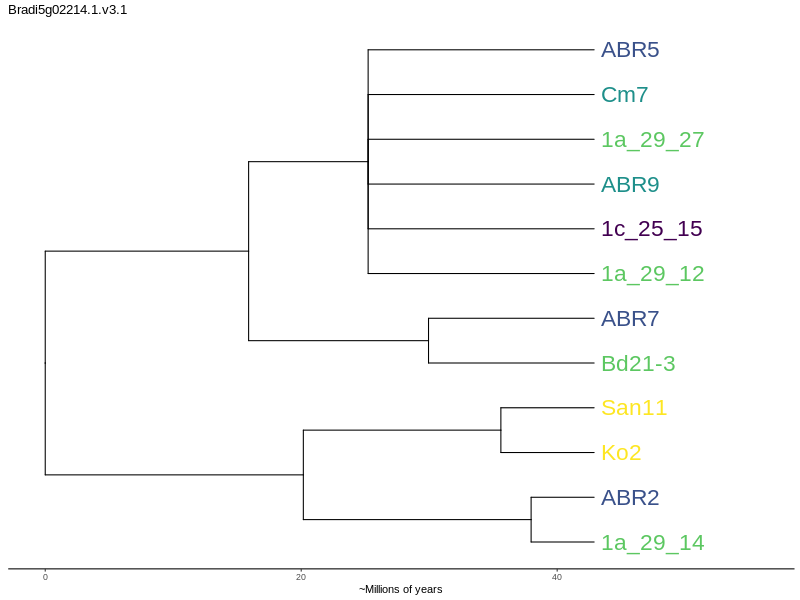 Bradi5g02214.1.v3.1
ABR5
Cm7
1a_29_27
ABR9
1c_25_15
1a_29_12
ABR7
Bd21-3
San11
Ko2
ABR2
1a_29_14
0 20 40
~Millions of years